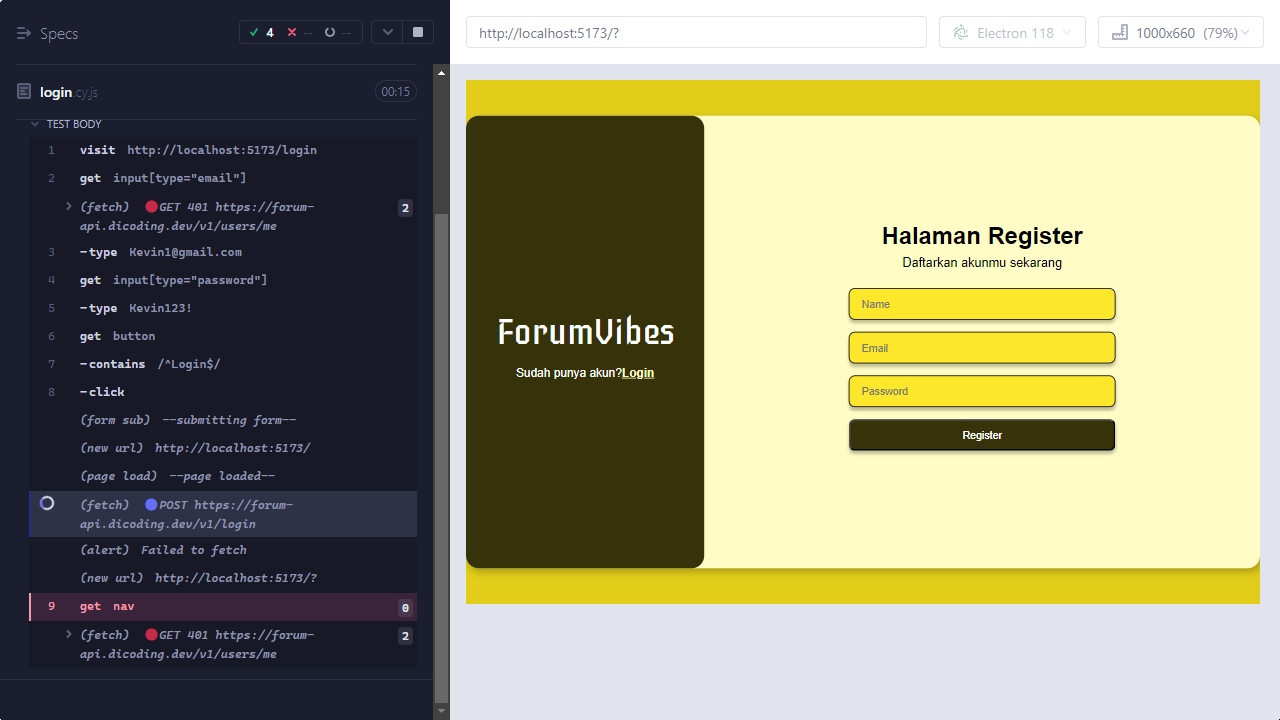 Specs
4 -- --
http://localhost:5173/?
Electron 118
1000x660 (79%)
login.cy.js
00:15
TEST BODY
1 visit http://localhost:5173/login
2 get input[type="email"]
(fetch) GET 401 https://forum-
api.dicoding.dev/v1/users/me
2
3 -type Kevin1@gmail.com
4 get input[type="password"]
5 -type Kevin123!
6 get button
7 -contains /^Login$/
8 -click
(form sub) --submitting form--
(new url) http://localhost:5173/
(page load) --page loaded--
(fetch) POST https://forum-
api.dicoding.dev/v1/login
(alert) Failed to fetch
(new url) http://localhost:5173/?
9 get nav 0
(fetch) GET 401 https://forum-
api.dicoding.dev/v1/users/me
2
ForumVibes
Sudah punya akun?Login
Halaman Register
Daftarkan akunmu sekarang
Name
Email
Password
Register